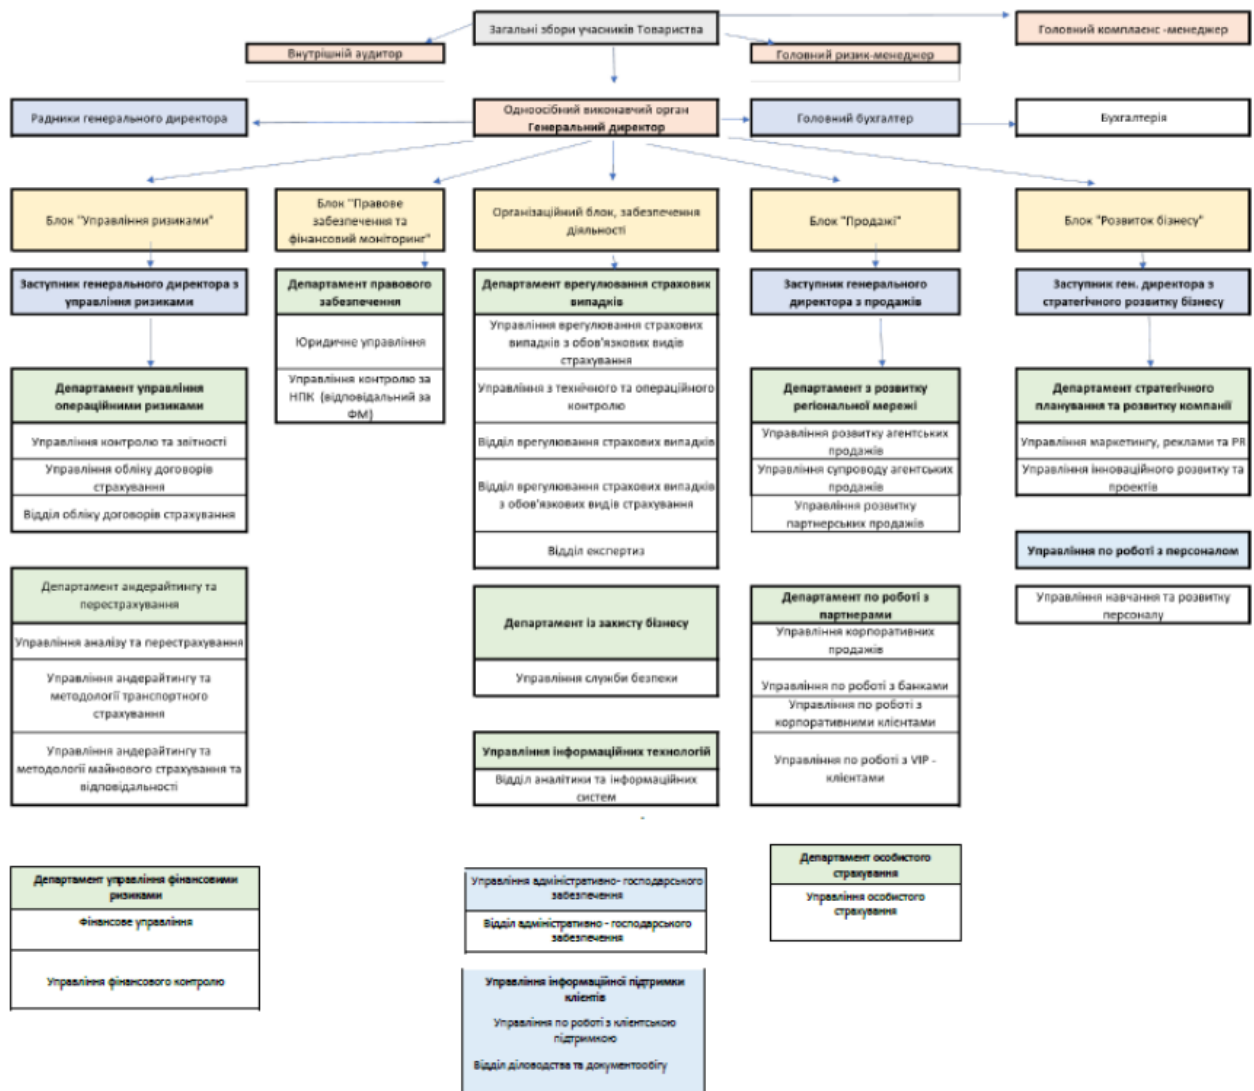 Загальні збори учасників Товариства
Головний комплаєнс -менеджер
Внутрішній аудитор
Головний ризик-менеджер
Радники генерального директора
Одноосібний виконавчий орган
Генеральний директор
Головний бухгалтер
Бухгалтерія
Блок "Управління ризиками"
Блок "Правове
забезпечення та
фінансовий моніторинг"
Організаційний блок, забезпечення
діяльності
Блок "Продажі"
Блок "Розвиток бізнесу"
Заступник генерального директора з
управління ризиками
Департамент правового
забезпечення
Департамент врегулювання страхових
випадків
Заступник генерального
директора з продажів
Заступник ген. директора з
стратегічного розвитку бізнесу
Юридичне управління
Управління контролю за
НПК (відповідальний за
ФМ)
Управління врегулювання страхових
випадків з обов'язкових видів
страхування
Управління з технічного та операційного
контролю
Відділ врегулювання страхових випадків
Відділ врегулювання страхових випадків
з обов'язкових видів страхування
Відділ експертиз
Департамент управління
операційними ризиками
Управління контролю та звітності
Управління обліку договорів
страхування
Відділ обліку договорів страхування
Департамент з розвитку
регіональної мережі
Управління розвитку агентських
продажів
Управління супроводу агентських
продажів
Управління розвитку
партнерських продажів
Департамент стратегічного
планування та розвитку компанії
Управління маркетингу, реклами та PR
Управління інноваційного розвитку та
проектів
Управління по роботі з персоналом
Управління навчання та розвитку
персоналу
Департамент андерайтингу та
перестрахування
Управління аналізу та перестрахування
Управління андерайтингу та
методології транспортного
страхування
Управління андерайтингу та
методології майнового страхування та
відповідальності
Департамент із захисту бізнесу
Управління служби безпеки
Управління інформаційних технологій
Відділ аналітики та інформаційних
систем
Департамент по роботі з
партнерами
Управління корпоративних
продажів
Управління по роботі з банками
Управління по роботі з
корпоративними клієнтами
Управління по роботі з VIP -
клієнтами
Департамент управління фінансовими
ризиками
Фінансове управління
Управління фінансового контролю
Управління адміністративно- господарського
забезпечення
Відділ адміністративно - господарського
забезпечення
Департамент особистого
страхування
Управління особистого
страхування
Управління інформаційної підтримки
клієнтів
Управління по роботі з клієнтською
підтримкою
Відділ діловодства та документообігу